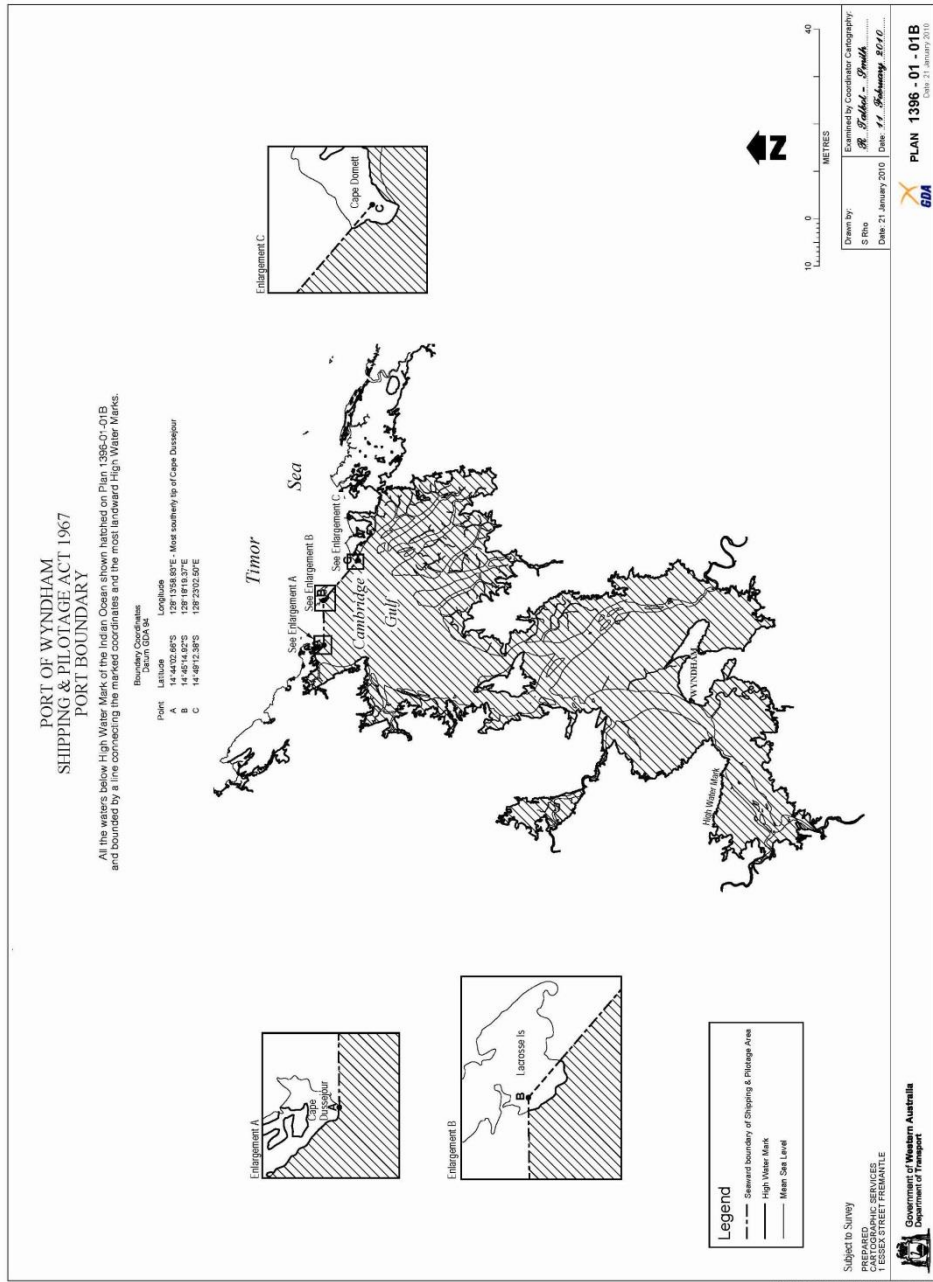 PORT OF WYNDHAM
SHIPPING & PILOTAGE ACT 1967
PORT BOUNDARY
All the waters below High Water Mark of the Indian Ocean shown hatched on Plan 1396-01-01B
and bounded by a line connecting the marked coordinates and the most landward High Water Marks.
Boundary Coordinates
Datum GDA 94
Point Latitude Longitude
A 14°44'02.66"S 128°13'58.93"E - Most southerly tip of Cape Dussejour
B 14°45'14.92"S 128°18'19.37"E
C 14°49'12.38"S 128°23'02.50"E
Enlargement A
Cape
Dussejour
A
Enlargement B
Lacrosse Is
B
Enlargement C
Cape Domett
C
Timor
Sea
See Enlargement A
See Enlargement B
See Enlargement C
B
Cambridge
Gulf
WYNDHAM
High Water Mark
Legend
Seaward boundary of Shipping & Pilotage Area
High Water Mark
Mean Sea Level
N
METRES
10 0 40
Subject to Survey
PREPARED
CARTOGRAPHIC SERVICES
1 ESSEX STREET FREMANTLE
Government of Western Australia
Department of Transport
Drawn by:
S Rho
Date: 21 January 2010
Examined by Coordinator Cartography:
R Talbot - Smith
Date: 11 February 2010
GDA
PLAN 1396 - 01 - 01B
Date: 21 January 2010